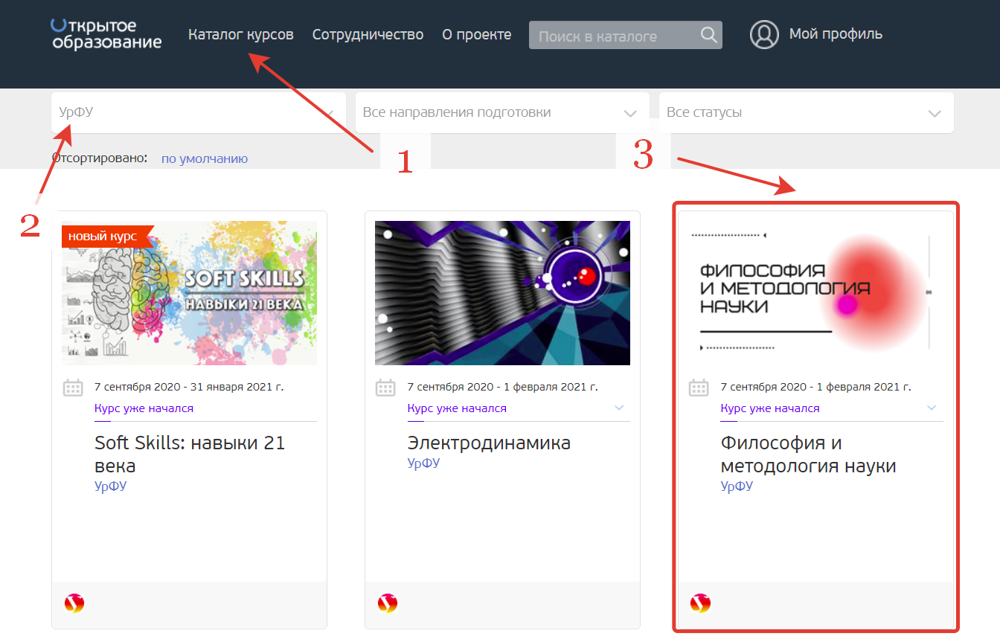 Открытое
образование
Каталог курсов
Сотрудничество
О проекте
Поиск в каталоге
Мой профиль
УрФУ
Все направления подготовки
Все статусы
Отсортировано: по умолчанию
1
2
3
новый курс
SOFT SKILLS
НАВЫКИ 21 ВЕКА
7 сентября 2020 - 31 января 2021 г.
Курс уже начался
Soft Skills: навыки 21
века
УрФУ
7 сентября 2020 - 1 февраля 2021 г.
Курс уже начался
Электродинамика
УрФУ
ФИЛОСОФИЯ
И МЕТОДОЛОГИЯ
НАУКИ
7 сентября 2020 - 1 февраля 2021 г.
Курс уже начался
Философия и
методология науки
УрФУ